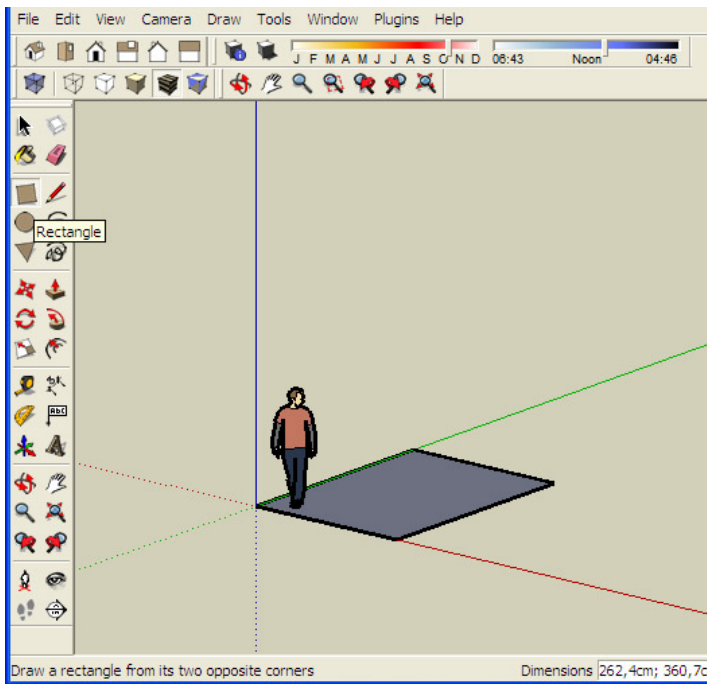 File Edit View Camera Draw Tools Window Plugins Help
J F M A M J J A S O N D 06:43 Noon 04:46
Rectangle
Abc
Draw a rectangle from its two opposite corners Dimensions 262,4cm; 360,7c